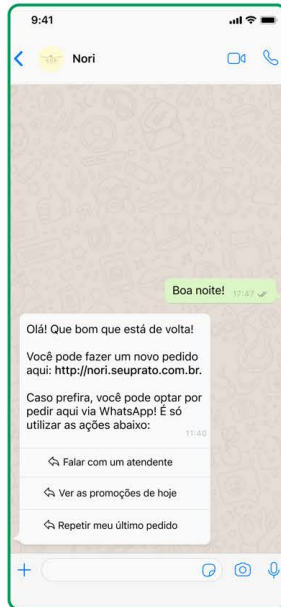 9:41
Nori
Boa noite! 17:47
Olá! Que bom que está de volta!
Você pode fazer um novo pedido
aqui: http://nori.seuprato.com.br.
Caso prefira, você pode optar por
pedir aqui via WhatsApp! É só
utilizar as ações abaixo:
11:40
Falar com um atendente
Ver as promoções de hoje
Repetir meu último pedido